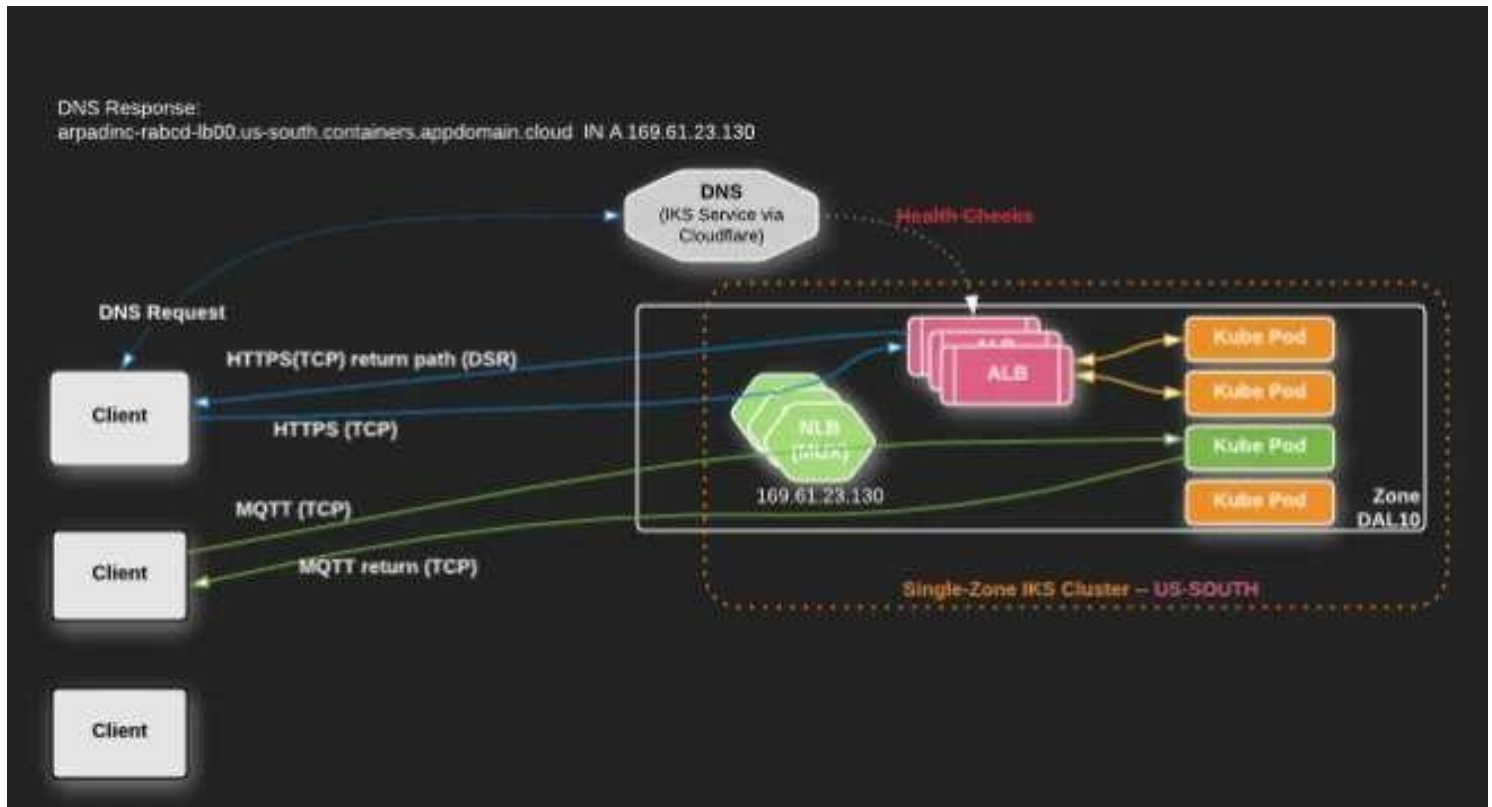 DNS Response:
arpadinc-rabcd-lb00.us-south.containers.appdomain.cloud IN A 169.61.23.130
DNS
(IKS Service via
Cloudflare)
Health Checks
DNS Request
HTTPS(TCP) return path (DSR)
Client
HTTPS (TCP)
ALB
ALB
Kube Pod
Kube Pod
NLB
(MUX)
Kube Pod
169.61.23.130
Kube Pod
Zone
DAL10
MQTT (TCP)
Client
MQTT return (TCP)
Single-Zone IKS Cluster – US-SOUTH
Client